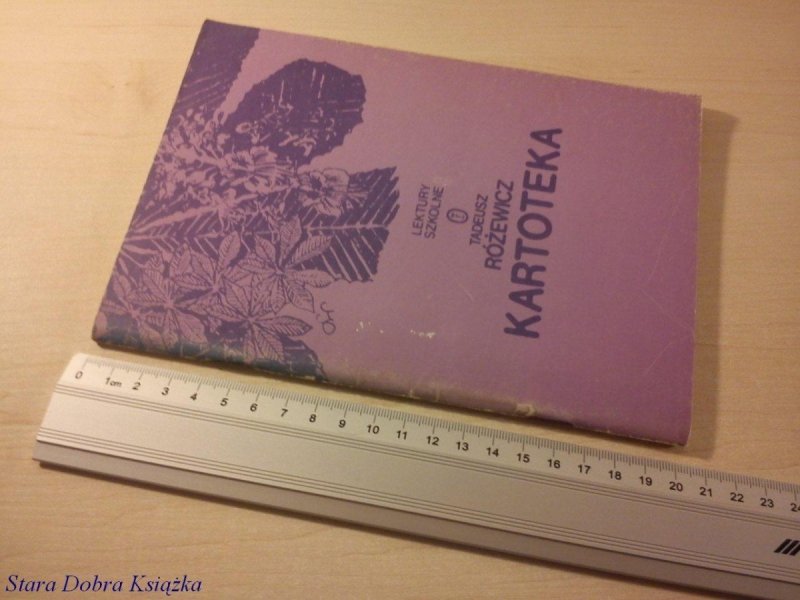 LEKTURY
SZKOLNE
TADEUSZ
RÓŻEWICZ
KARTOTEKA
0 1cm 2 3 4 5 6 7 8 9 10 11 12 13 14 15 16 17 18 19 20 21 22 23 24
Stara Dobra Książka